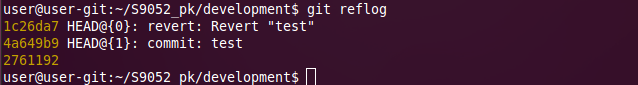 user@user-git:~/S9052_pk/development$ git reflog
1c26da7 HEAD@{0}: revert: Revert "test"
4a649b9 HEAD@{1}: commit: test
2761192
user@user-git:~/S9052_pk/development$